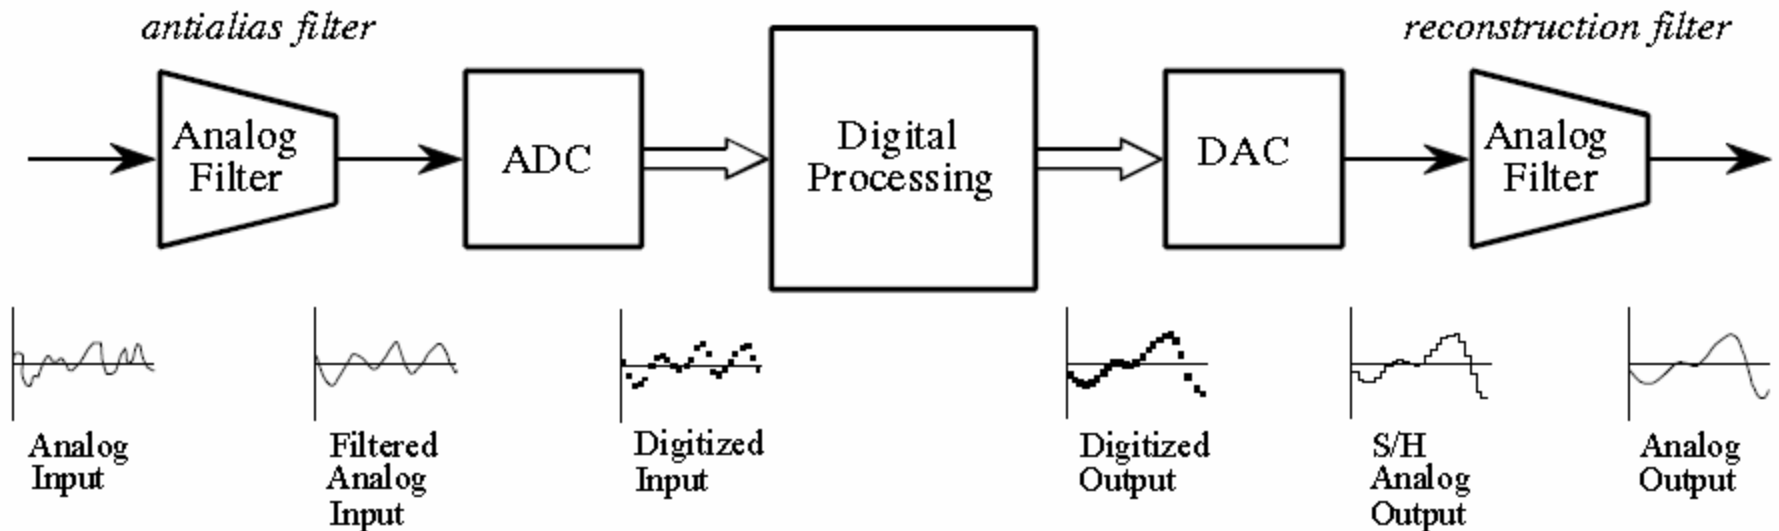 antialias filter
reconstruction filter
Analog
Filter
ADC
Digital
Processing
DAC
Analog
Filter
Analog
Input
Filtered
Analog
Input
Digitized
Input
Digitized
Output
S/H
Analog
Output
Analog
Output